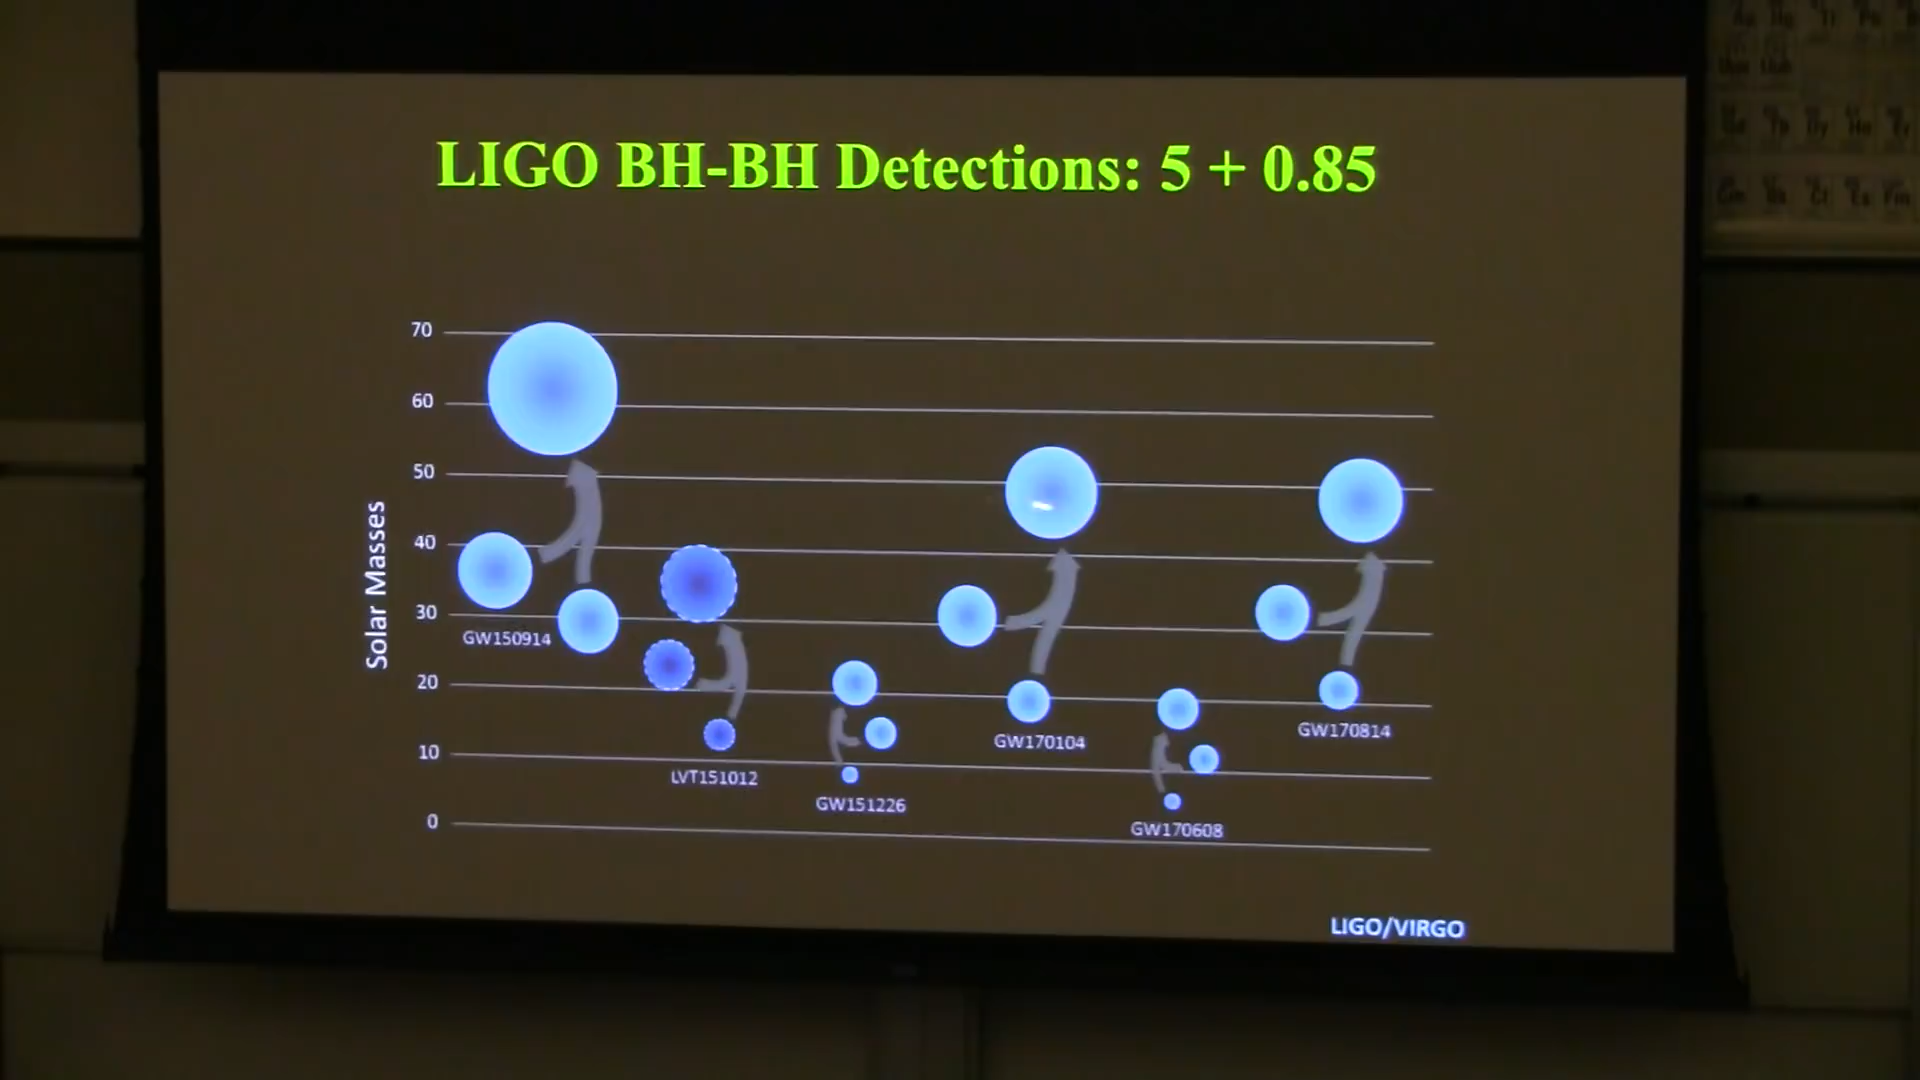 LIGO BH-BH Detections: 5 + 0.85
70
60
50
40
30
20
10
0
Solar Masses
GW150914
LVT151012
GW151226
GW170104
GW170608
GW170814
LIGO/VIRGO